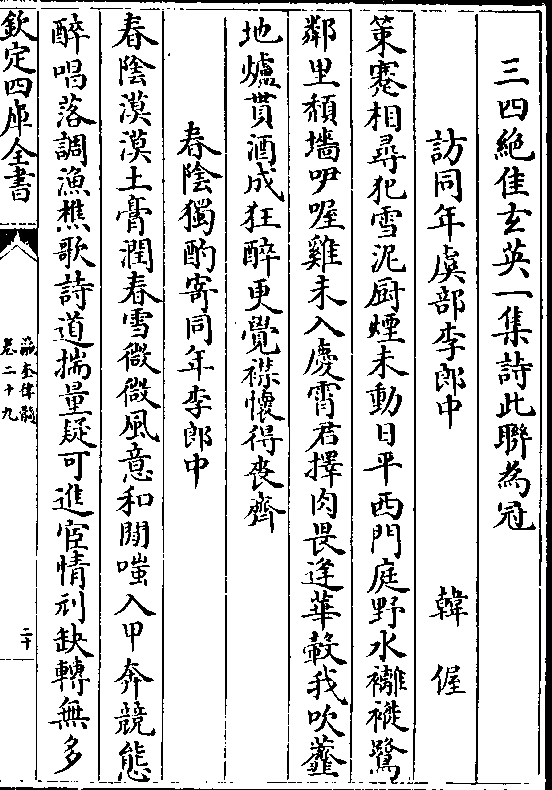 三四絶佳玄英一集詩此聯為冠
訪同年虞部李郎中　韓偓
策蹇相尋犯雪泥厨煙未動日平西門庭野水襹褷鷺
鄰里頽墻咿喔雞未入慶霄君擇肉畏逢華轂我吹虀
地爐貰酒成狂醉更覺襟懷得喪齊
春陰獨酌寄同年李郎中
春陰漠漠土膏潤春雪微微風意和閒嗤入甲奔競態
醉唱落調漁樵歌詩道揣量疑可進宦情刓缺轉無多
欽定四庫全書
瀛奎律髓
卷二十九
二十